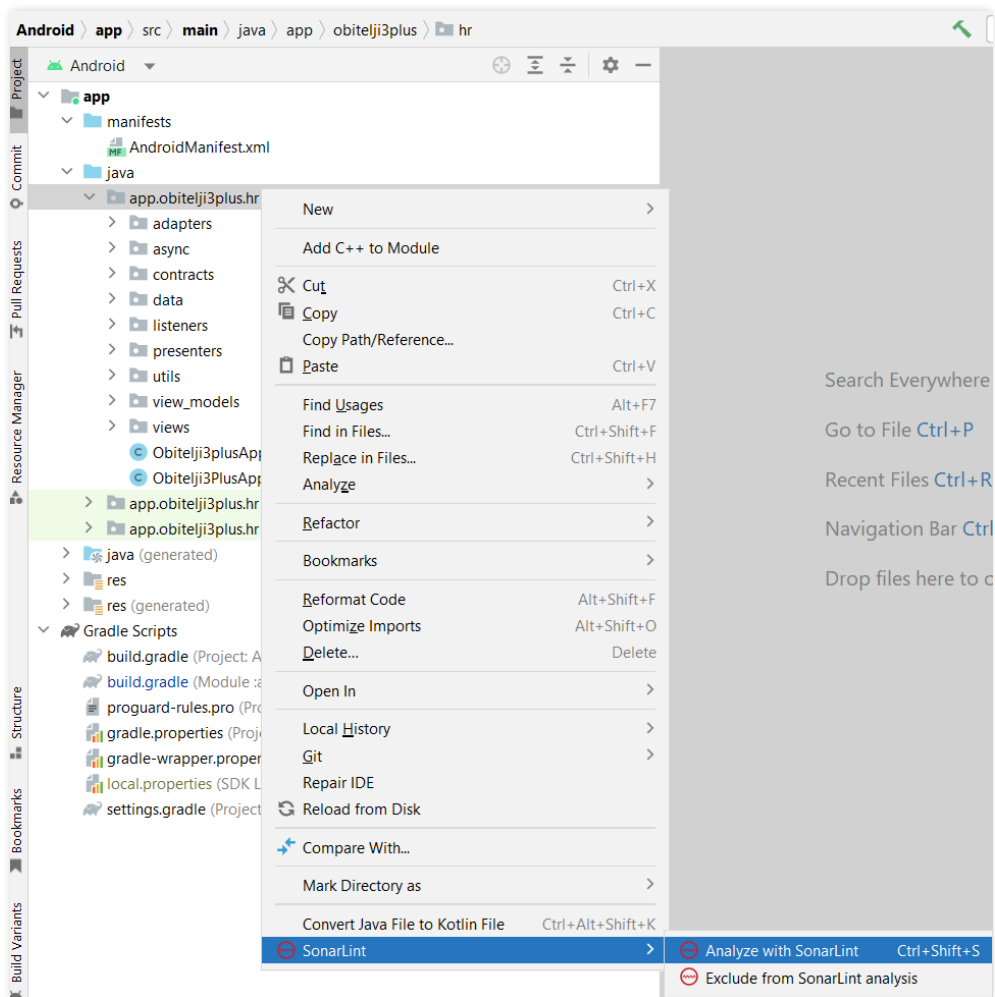 Android app src main java app obitelji3plus hr
Project
Commit
Pull Requests
Resource Manager
Structure
Bookmarks
Build Variants
Android
app
manifests
MF AndroidManifest.xml
java
app.obitelji3plus.hr
adapters
async
contracts
data
listeners
presenters
utils
view_models
views
C Obitelji3plusApp
C Obitelji3PlusApp
app.obitelji3plus.hr
app.obitelji3plus.hr
java (generated)
res
res (generated)
Gradle Scripts
build.gradle (Project: A
build.gradle (Module :a
proguard-rules.pro (Pro
gradle.properties (Proj
gradle-wrapper.proper
local.properties (SDK L
settings.gradle (Project
New
Add C++ to Module
Cut Ctrl+X
Copy Ctrl+C
Copy Path/Reference...
Paste Ctrl+V
Find Usages Alt+F7
Find in Files... Ctrl+Shift+F
Replace in Files... Ctrl+Shift+H
Analyze
Refactor
Bookmarks
Reformat Code Alt+Shift+F
Optimize Imports Alt+Shift+O
Delete... Delete
Open In
Local History
Git
Repair IDE
Reload from Disk
Compare With...
Mark Directory as
Convert Java File to Kotlin File Ctrl+Alt+Shift+K
SonarLint
Analyze with SonarLint Ctrl+Shift+S
Exclude from SonarLint analysis
Search Everywhere
Go to File Ctrl+P
Recent Files Ctrl+R
Navigation Bar Ctrl
Drop files here to o